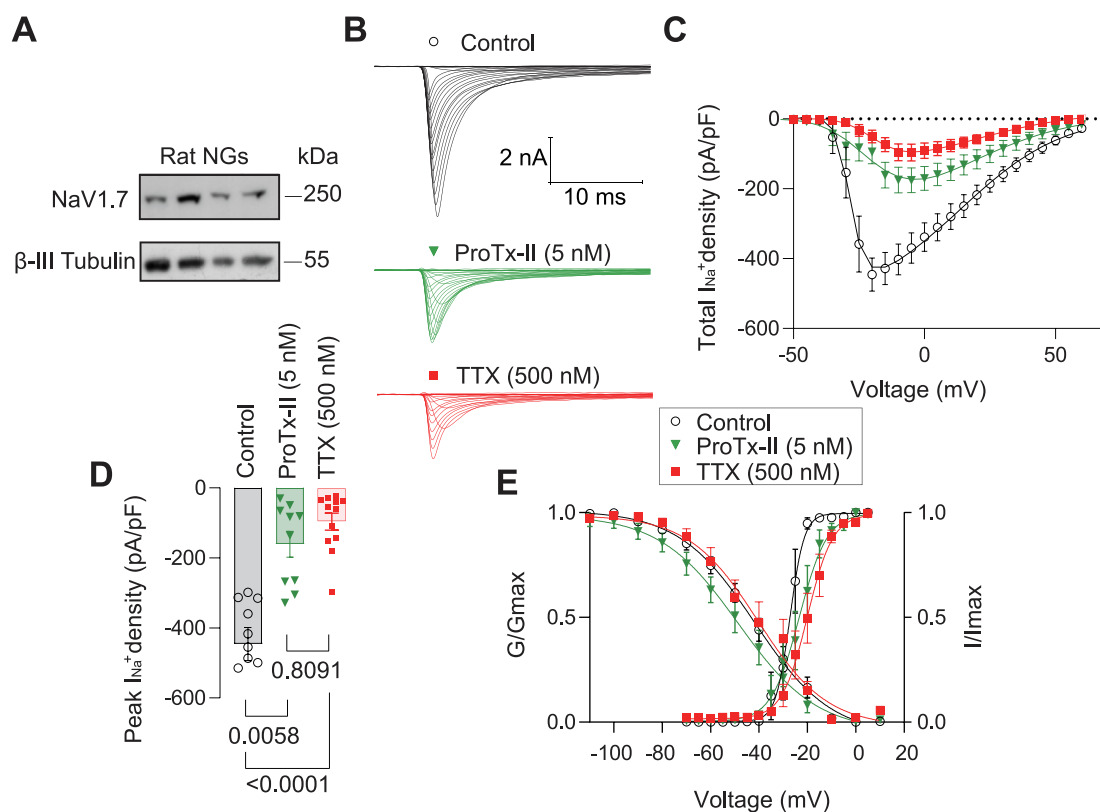 A
Rat NGs
kDa
NaV1.7
250
β-III Tubulin
55
B
Control
2 nA
10 ms
ProTx-II (5 nM)
TTX (500 nM)
C
Total INa+ density (pA/pF)
0
-200
-400
-600
-50
0
50
Voltage (mV)
Control
ProTx-II (5 nM)
TTX (500 nM)
D
Control
ProTx-II (5 nM)
TTX (500 nM)
Peak INa+ density (pA/pF)
0
-200
-400
-600
0.8091
0.0058
<0.0001
E
G/Gmax
1.0
0.5
0.0
I/Imax
1.0
0.5
0.0
-100
-80
-60
-40
-20
0
20
Voltage (mV)